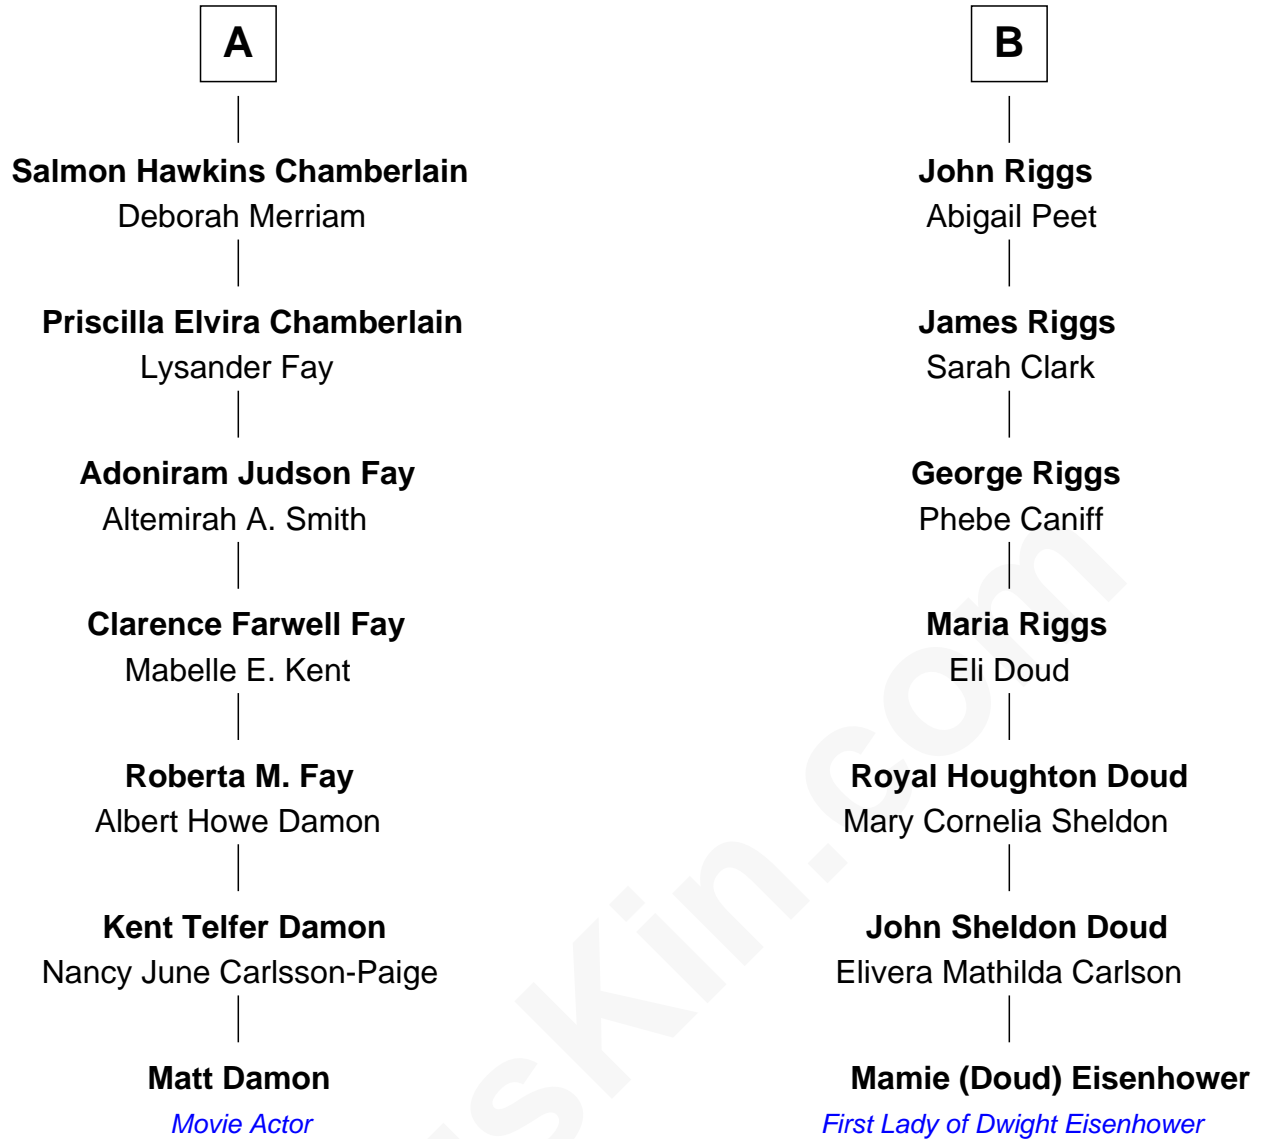 A
Salmon Hawkins Chamberlain
Deborah Merriam
Priscilla Elvira Chamberlain
Lysander Fay
Adoniram Judson Fay
Altemirah A. Smith
Clarence Farwell Fay
Mabelle E. Kent
Roberta M. Fay
Albert Howe Damon
Kent Telfer Damon
Nancy June Carlsson-Paige
Matt Damon
Movie Actor
B
John Riggs
Abigail Peet
James Riggs
Sarah Clark
George Riggs
Phebe Caniff
Maria Riggs
Eli Doud
Royal Houghton Doud
Mary Cornelia Sheldon
John Sheldon Doud
Elivera Mathilda Carlson
Mamie (Doud) Eisenhower
First Lady of Dwight Eisenhower